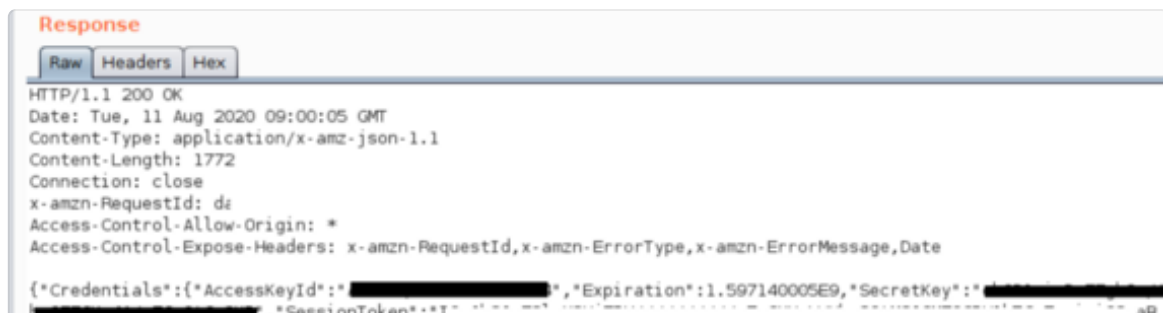 Response
Raw Headers Hex
HTTP/1.1 200 OK
Date: Tue, 11 Aug 2020 09:00:05 GMT
Content-Type: application/x-amz-json-1.1
Content-Length: 1772
Connection: close
x-amzn-RequestId: da
Access-Control-Allow-Origin: *
Access-Control-Expose-Headers: x-amzn-RequestId,x-amzn-ErrorType,x-amzn-ErrorMessage,Date
{"Credentials":{"AccessKeyId":" ","Expiration":1.597140005E9,"SecretKey":"
"SessionToken":"I